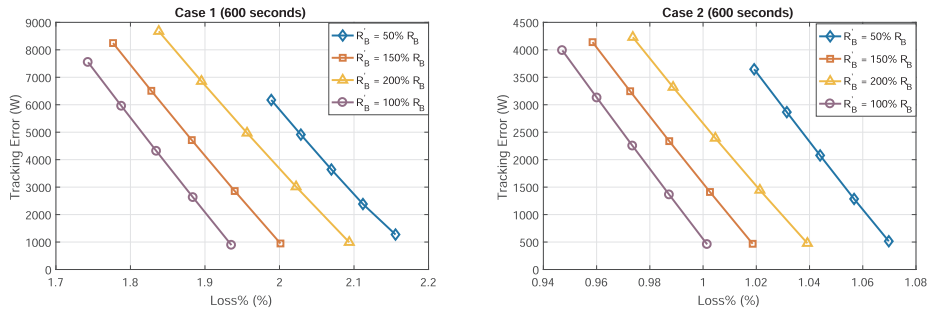 Case 1 (600 seconds)
9000
8000
7000
6000
5000
4000
3000
2000
1000
0
Tracking Error (W)
R'B = 50% RB
R'B = 150% RB
R'B = 200% RB
R'B = 100% RB
1.7 1.8 1.9 2 2.1 2.2
Loss% (%)
Case 2 (600 seconds)
4500
4000
3500
3000
2500
2000
1500
1000
500
0
Tracking Error (W)
R'B = 50% RB
R'B = 150% RB
R'B = 200% RB
R'B = 100% RB
0.94 0.96 0.98 1 1.02 1.04 1.06 1.08
Loss% (%)